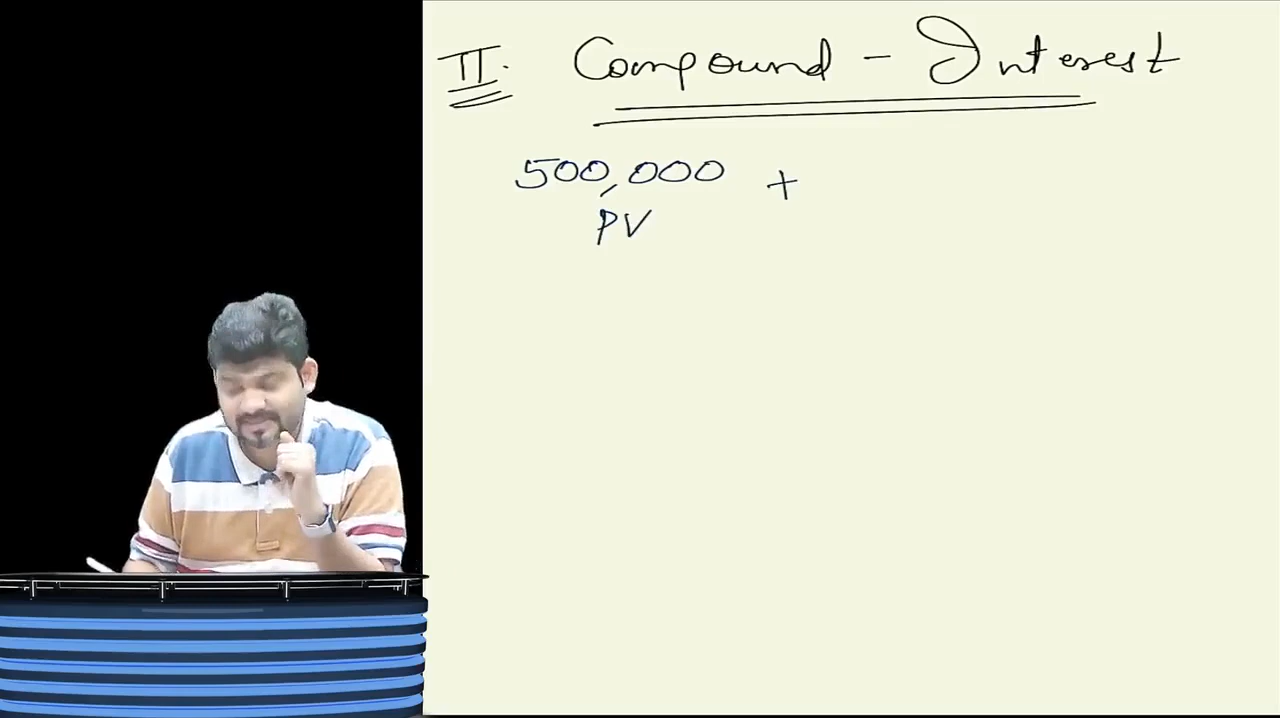 II. Compound - Interest
500,000 +
PV